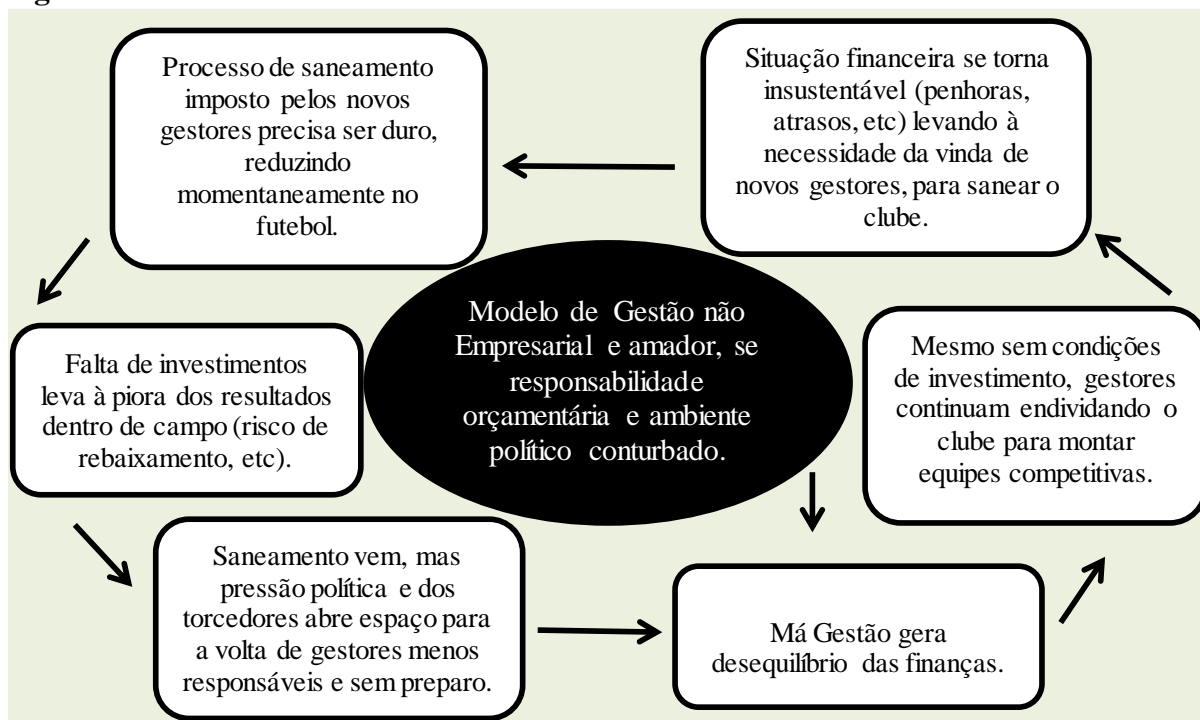 Processo de saneamento
imposto pelos novos
gestores precisa ser duro,
reduzindo
momentaneamente no
futebol.
Situação financeira se torna
insustentável (penhoras,
atrasos, etc) levando à
necessidade da vinda de
novos gestores, para sanear o
clube.
Modelo de Gestão não
Empresarial e amador, se
responsabilidade
orçamentária e ambiente
político conturbado.
Falta de investimentos
leva à piora dos resultados
dentro de campo (risco de
rebaixamento, etc).
Mesmo sem condições
de investimento, gestores
continuam endividando o
clube para montar
equipes competitivas.
Saneamento vem, mas
pressão política e dos
torcedores abre espaço para
a volta de gestores menos
responsáveis e sem preparo.
Má Gestão gera
desequilíbrio das finanças.